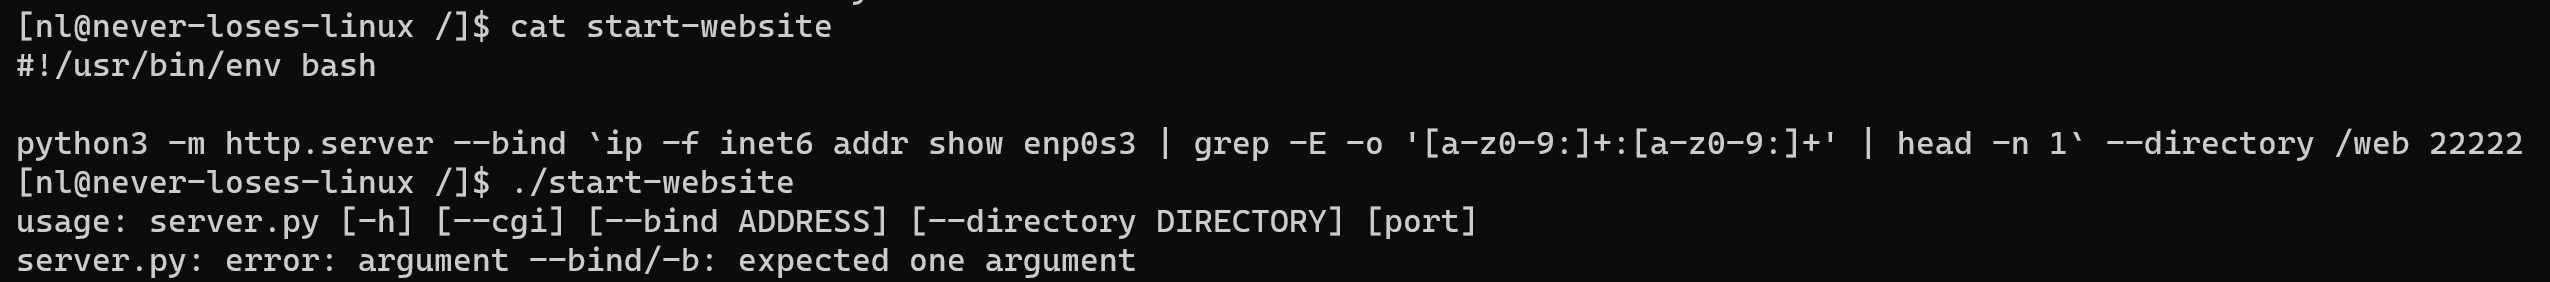 [nl@never-loses-linux /]$ cat start-website
#!/usr/bin/env bash
python3 -m http.server --bind `ip -f inet6 addr show enp0s3 | grep -E -o '[a-z0-9:]+:[a-z0-9:]+' | head -n 1` --directory /web 22222
[nl@never-loses-linux /]$ ./start-website
usage: server.py [-h] [--cgi] [--bind ADDRESS] [--directory DIRECTORY] [port]
server.py: error: argument --bind/-b: expected one argument